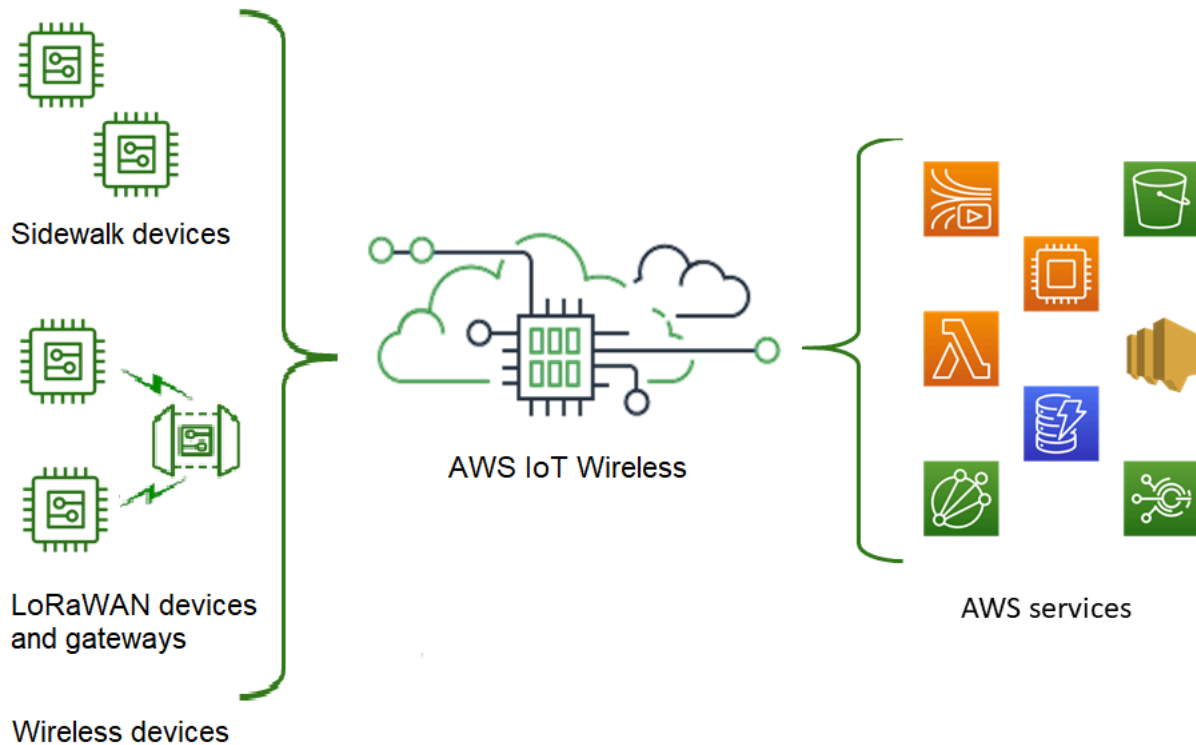 Sidewalk devices
LoRaWAN devices
and gateways
Wireless devices
AWS IoT Wireless
AWS services